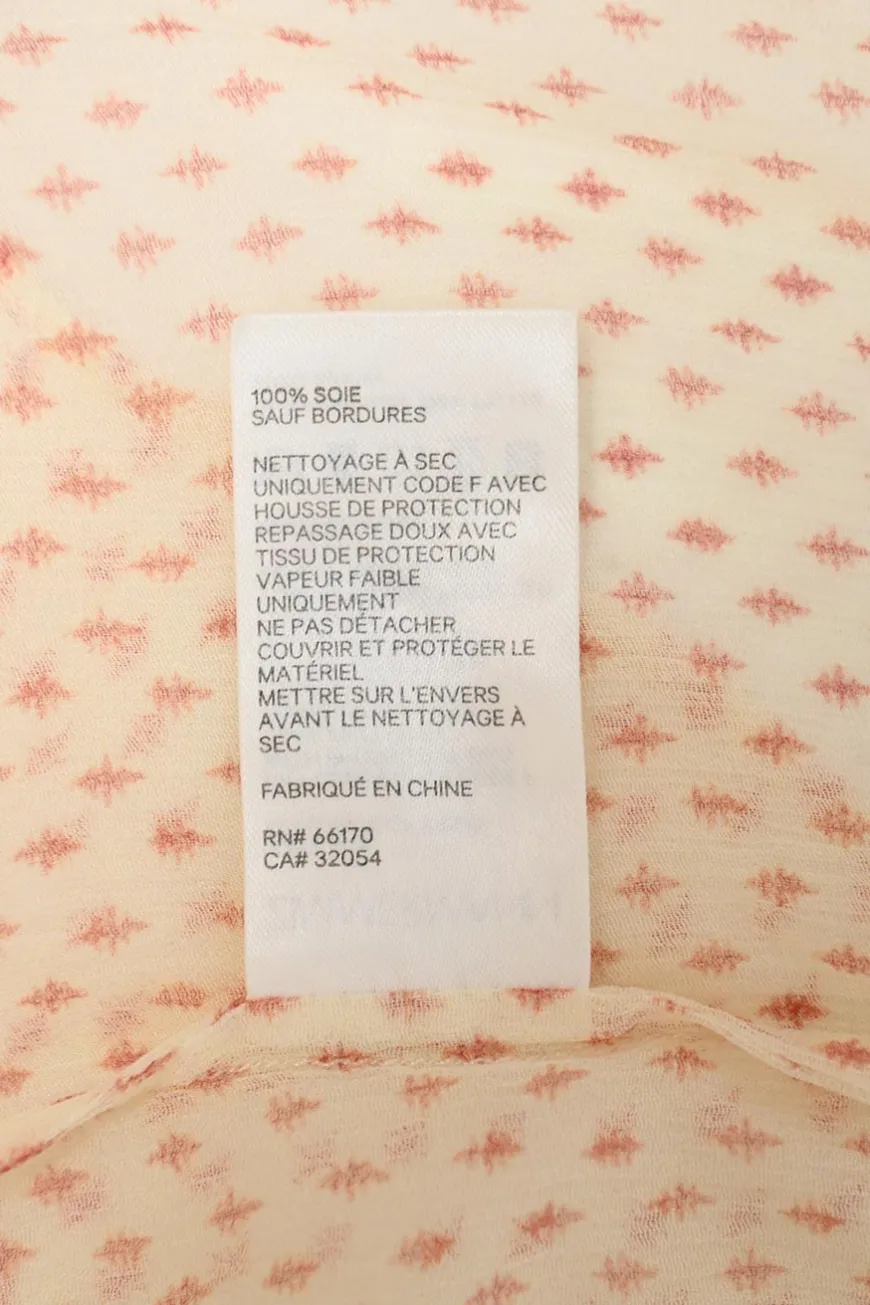 100% SOIE
SAUF BORDURES
NETTOYAGE À SEC
UNIQUEMENT CODE F AVEC
HOUSSE DE PROTECTION
REPASSAGE DOUX AVEC
TISSU DE PROTECTION
VAPEUR FAIBLE
UNIQUEMENT
NE PAS DÉTACHER
COUVRIR ET PROTÉGER LE
MATÉRIEL
METTRE SUR L'ENVERS
AVANT LE NETTOYAGE À
SEC
FABRIQUÉ EN CHINE
RN# 66170
CA# 32054